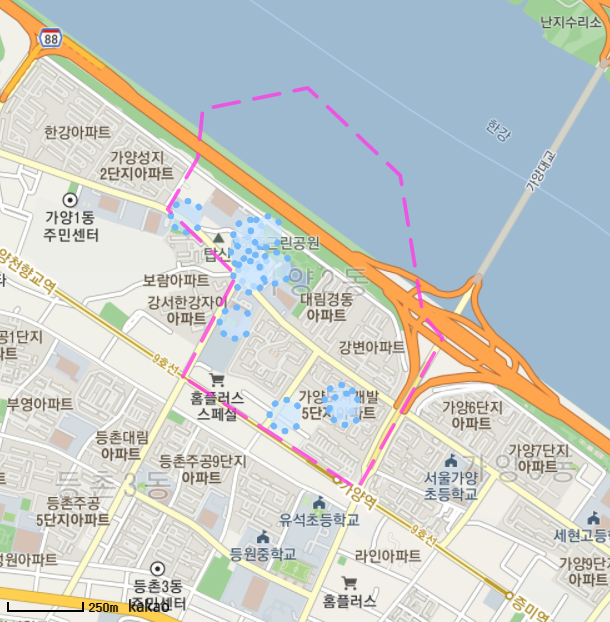 난지수리소
88
한강아파트
한강
가양대교
가양성지
2단지아파트
가양1동
주민센터
탑산
린공원
가양2동
보람아파트
대림경동
아파트
가양천향교역
강서한강자이
아파트
공1단지
파트
강변아파트
9호선
홈플러스
스페셜
가양
개발
5단지아파트
부영아파트
가양6단지
아파트
등촌대림
아파트
가양7단지
아파트
등촌주공9단지
아파트
등촌3동
가양역
서울가양
초등학교
등촌주공
5단지아파트
유석초등학교
9호선
세현고등
등원중학교
성원아파트
라인아파트
가양9단지
아파트
등촌3동
주민센터
홈플러스
증미역
250m
kakao